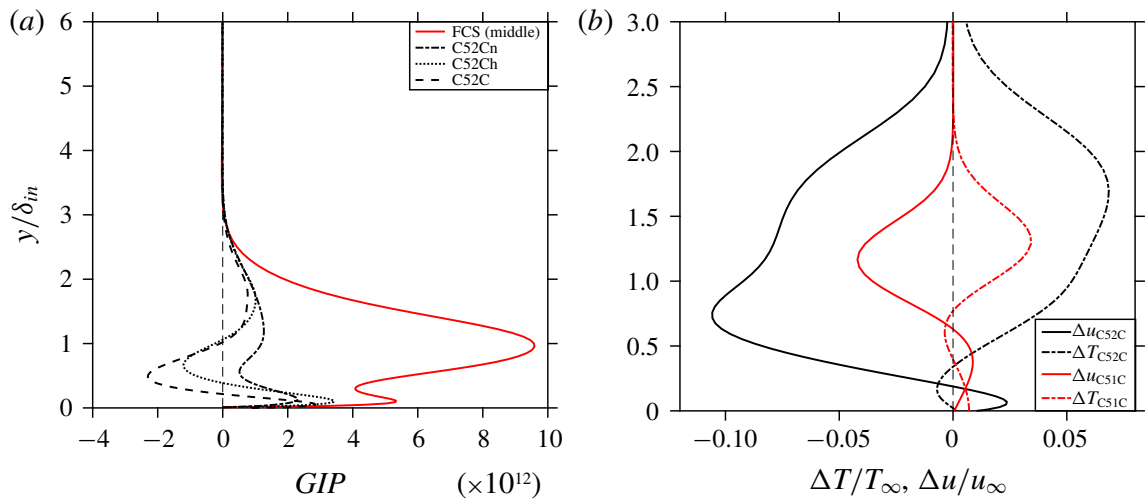 (a)
6
5
4
3
2
1
0
y/δin
FCS (middle)
C52Cn
C52Ch
C52C
−4 −2 0 2 4 6 8 10
GIP (×10¹²)
(b)
3.0
2.5
2.0
1.5
1.0
0.5
0
ΔuC52C
ΔTC52C
ΔuC51C
ΔTC51C
−0.10 −0.05 0 0.05
ΔT/T∞, Δu/u∞